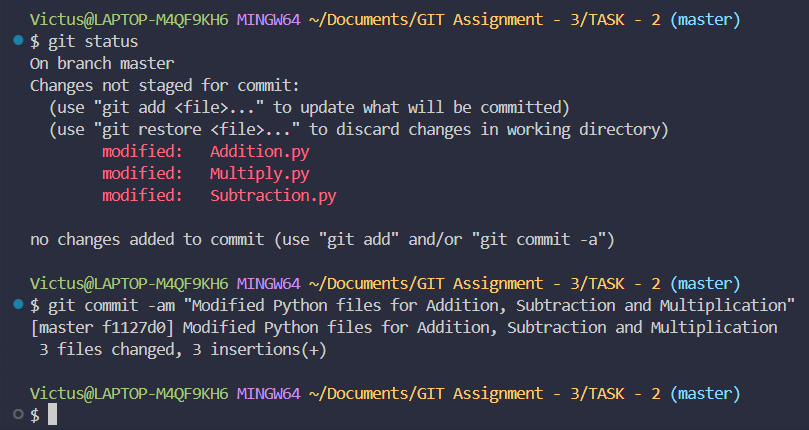 Victus@LAPTOP-M4QF9KH6 MINGW64 ~/Documents/GIT Assignment - 3/TASK - 2 (master)
$ git status
On branch master
Changes not staged for commit:
  (use "git add <file>..." to update what will be committed)
  (use "git restore <file>..." to discard changes in working directory)
        modified:   Addition.py
        modified:   Multiply.py
        modified:   Subtraction.py

no changes added to commit (use "git add" and/or "git commit -a")

Victus@LAPTOP-M4QF9KH6 MINGW64 ~/Documents/GIT Assignment - 3/TASK - 2 (master)
$ git commit -am "Modified Python files for Addition, Subtraction and Multiplication"
[master f1127d0] Modified Python files for Addition, Subtraction and Multiplication
 3 files changed, 3 insertions(+)

Victus@LAPTOP-M4QF9KH6 MINGW64 ~/Documents/GIT Assignment - 3/TASK - 2 (master)
$